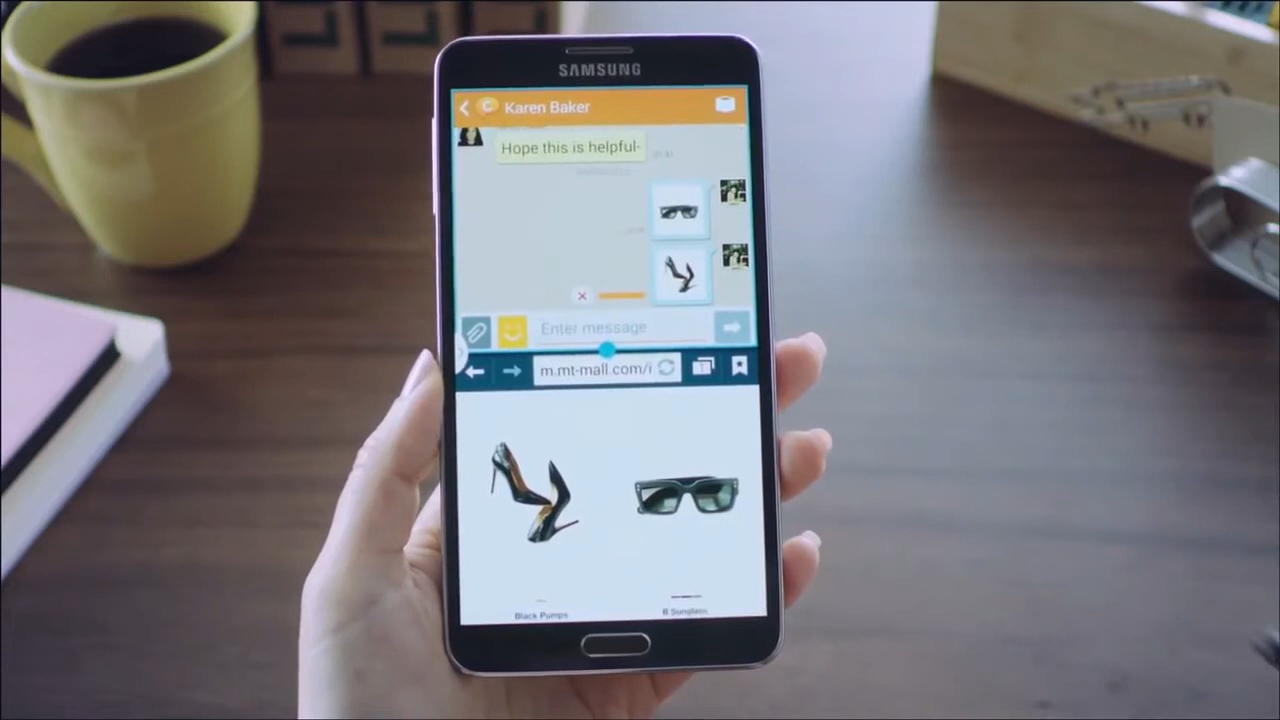 SAMSUNG
C Karen Baker
Hope this is helpful-
Enter message
m.mt-mall.com/i
Black Pumps
B Sunglass